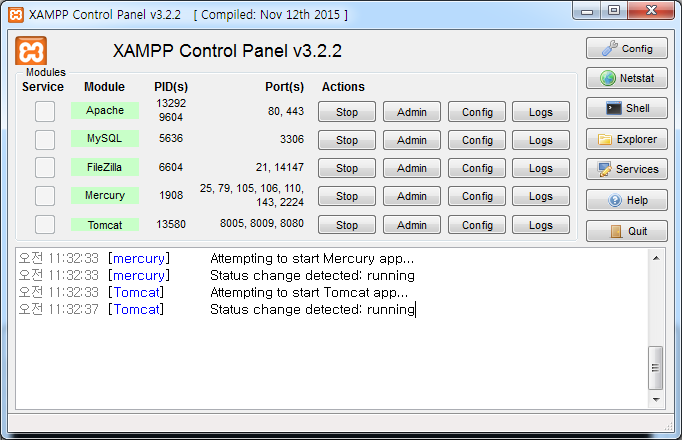 XAMPP Control Panel v3.2.2 [ Compiled: Nov 12th 2015 ]
XAMPP Control Panel v3.2.2
Config
Modules
Service Module PID(s) Port(s) Actions
Netstat
Apache 13292 9604 80, 443 Stop Admin Config Logs
Shell
MySQL 5636 3306 Stop Admin Config Logs
Explorer
FileZilla 6604 21, 14147 Stop Admin Config Logs
Services
Mercury 1908 25, 79, 105, 106, 110, 143, 2224 Stop Admin Config Logs
Help
Tomcat 13580 8005, 8009, 8080 Stop Admin Config Logs
Quit
오전 11:32:33 [mercury] Attempting to start Mercury app...
오전 11:32:33 [mercury] Status change detected: running
오전 11:32:33 [Tomcat] Attempting to start Tomcat app...
오전 11:32:37 [Tomcat] Status change detected: running